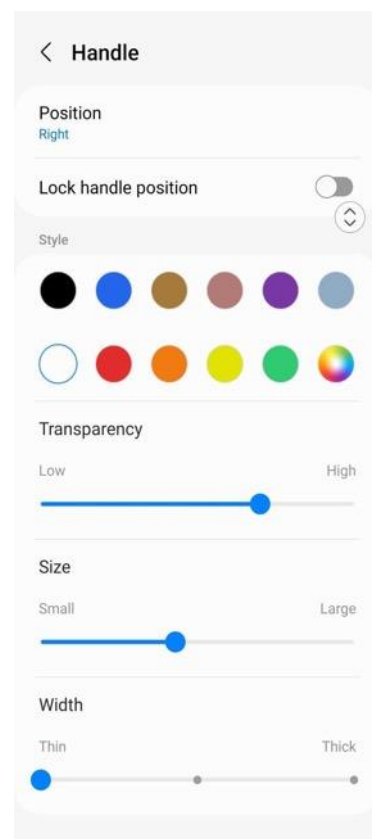 Handle
Position
Right
Lock handle position
Style
Transparency
Low High
Size
Small Large
Width
Thin Thick